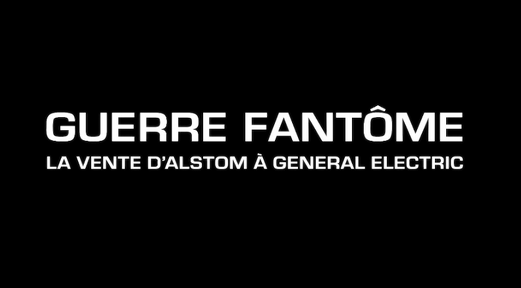 GUERRE FANTÔME
LA VENTE D'ALSTOM À GENERAL ELECTRIC